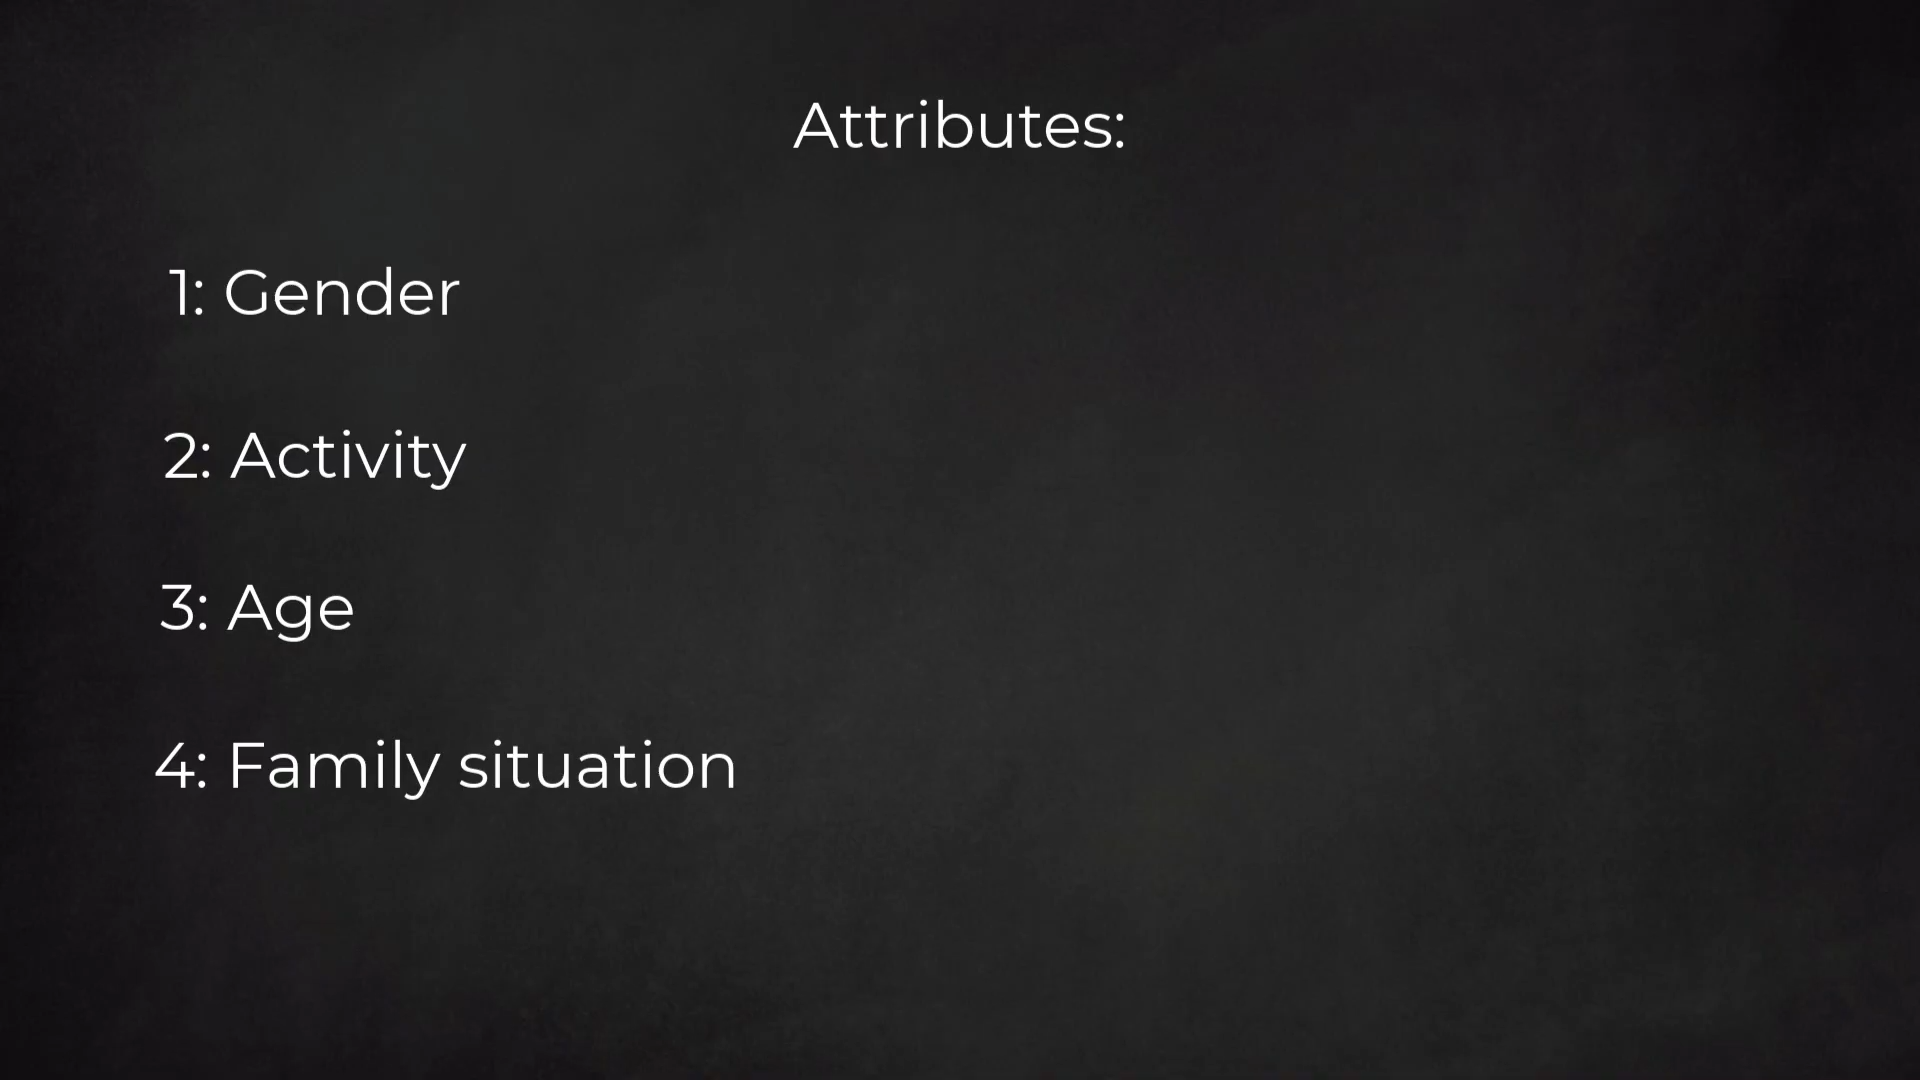 Attributes:
1: Gender
2: Activity
3: Age
4: Family situation